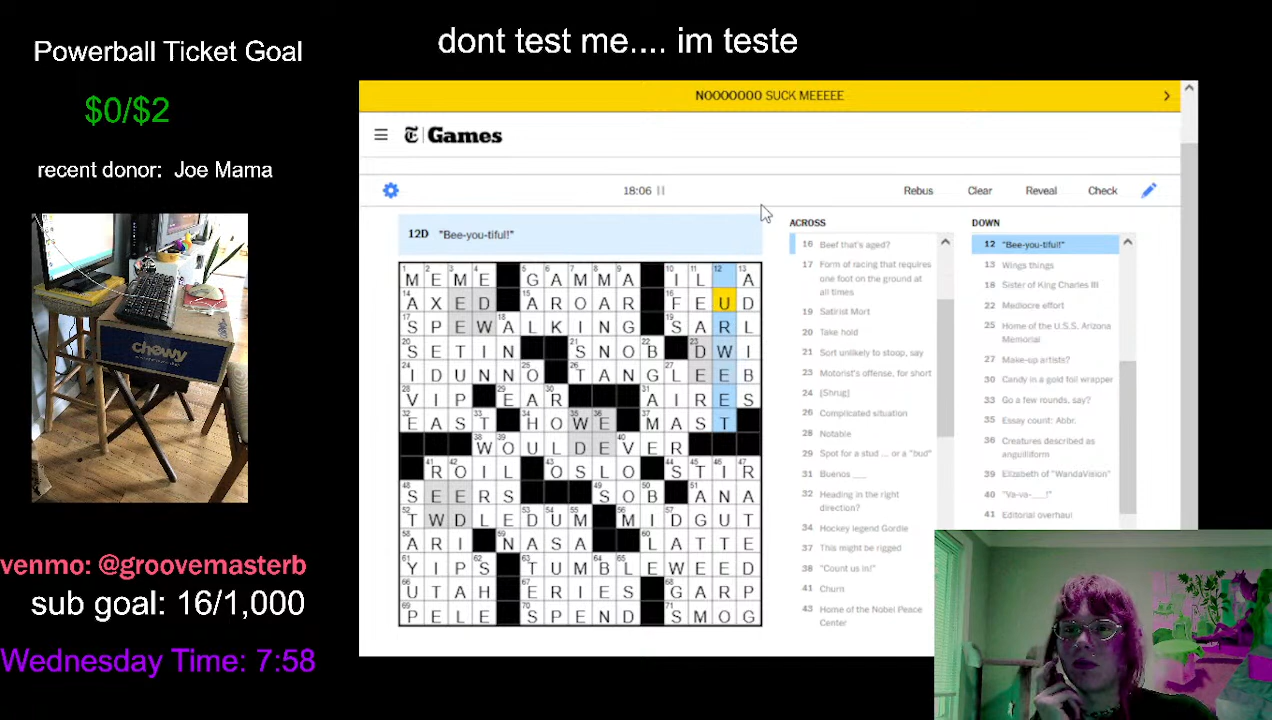 Powerball Ticket Goal
$0/$2
recent donor: Joe Mama
chewy
venmo: @groovemasterb
sub goal: 16/1,000
Wednesday Time: 7:58
dont test me.... im teste
NOOOOOOO SUCK MEEEEE
Games
18:06
Rebus Clear Reveal Check
12D "Bee-you-tiful!"
MEME GAMMA IL A
AXED AROAR FEUD
SPEWALKING SARL
SETIN SNOB DWI
IDUNNO TANGLEEB
VIP EAR AIRES
EAST HOWE MAST
WOULDEVER
ROIL OSLO STIR
SEERS SOB ANA
TWDLEDUM MIDGUT
ARI NASA LATTE
YIPS TUMBLEWEED
UTAH ERIES GARP
PELE SPEND SMOG
ACROSS
16 Beef that's aged?
17 Form of racing that requires
one foot on the ground at
all times
19 Satirist Mort
20 Take hold
21 Sort unlikely to stoop, say
23 Motorist's offense, for short
24 [Shrug]
26 Complicated situation
28 Notable
29 Spot for a stud ... or a "bud"
31 Buenos ___
32 Heading in the right
direction?
34 Hockey legend Gordie
37 This might be rigged
38 "Count us in!"
41 Churn
43 Home of the Nobel Peace
Center
DOWN
12 "Bee-you-tiful!"
13 Wings things
18 Sister of King Charles III
22 Mediocre effort
25 Home of the U.S.S. Arizona
Memorial
27 Make-up artists?
30 Candy in a gold foil wrapper
33 Go a few rounds, say?
35 Essay count: Abbr.
36 Creatures described as
anguilliform
39 Elizabeth of "WandaVision"
40 "Va-va-___!"
41 Editorial overhaul